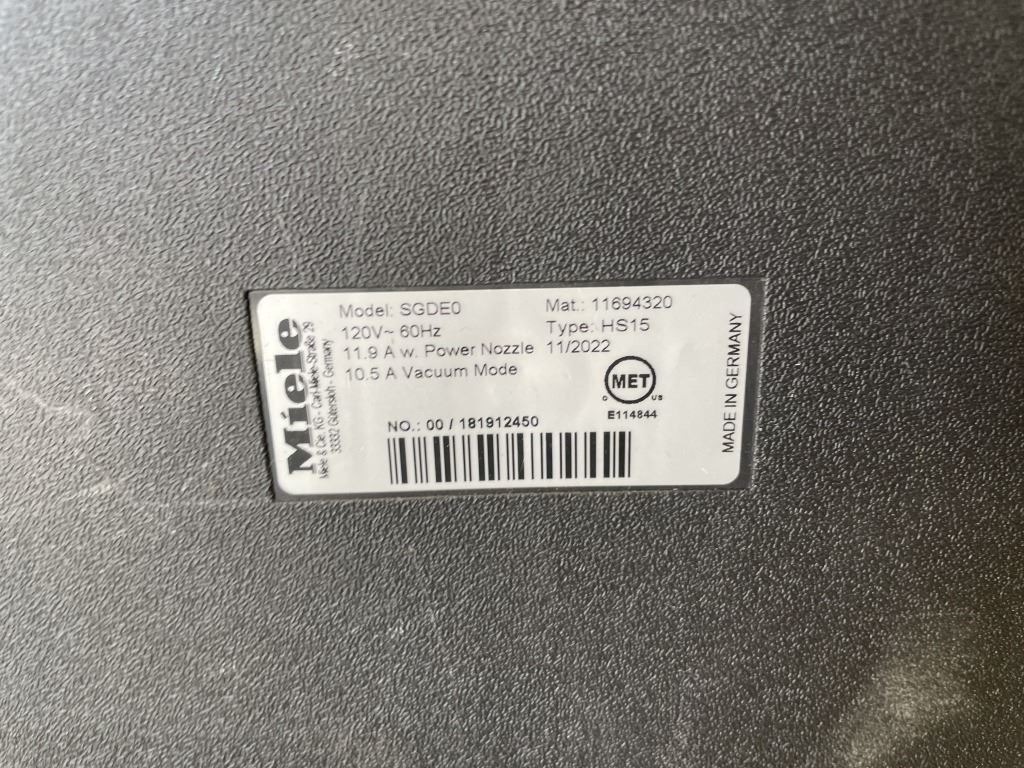 Miele
Miele & Cie. KG - Carl-Miele-Straße 29
33332 Gütersloh - Germany
Model: SGDE0
120V~ 60Hz
11.9 A w. Power Nozzle
10.5 A Vacuum Mode
Mat.: 11694320
Type: HS15
11/2022
MET
C US
E114844
NO.: 00 / 181912450
MADE IN GERMANY